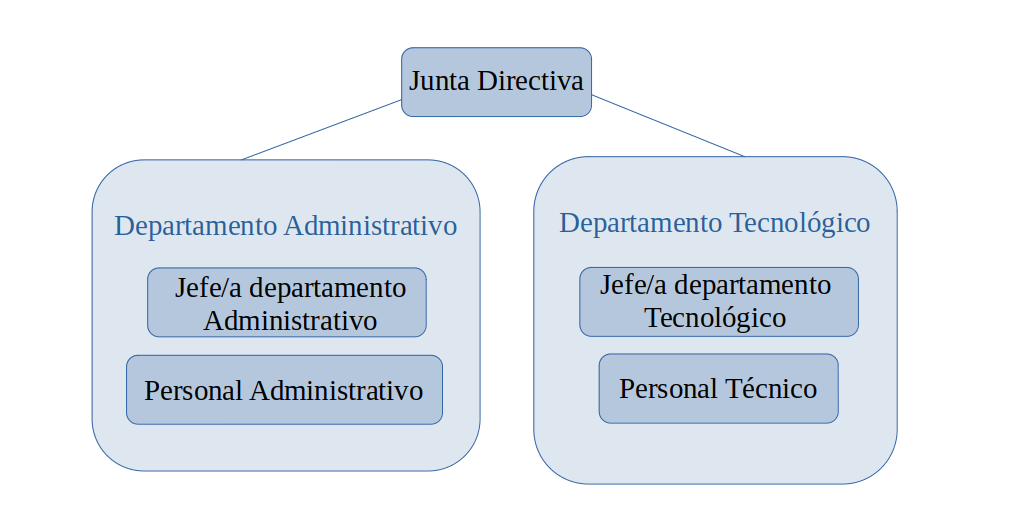 Junta Directiva
Departamento Administrativo
Jefe/a departamento
Administrativo
Personal Administrativo
Departamento Tecnológico
Jefe/a departamento
Tecnológico
Personal Técnico